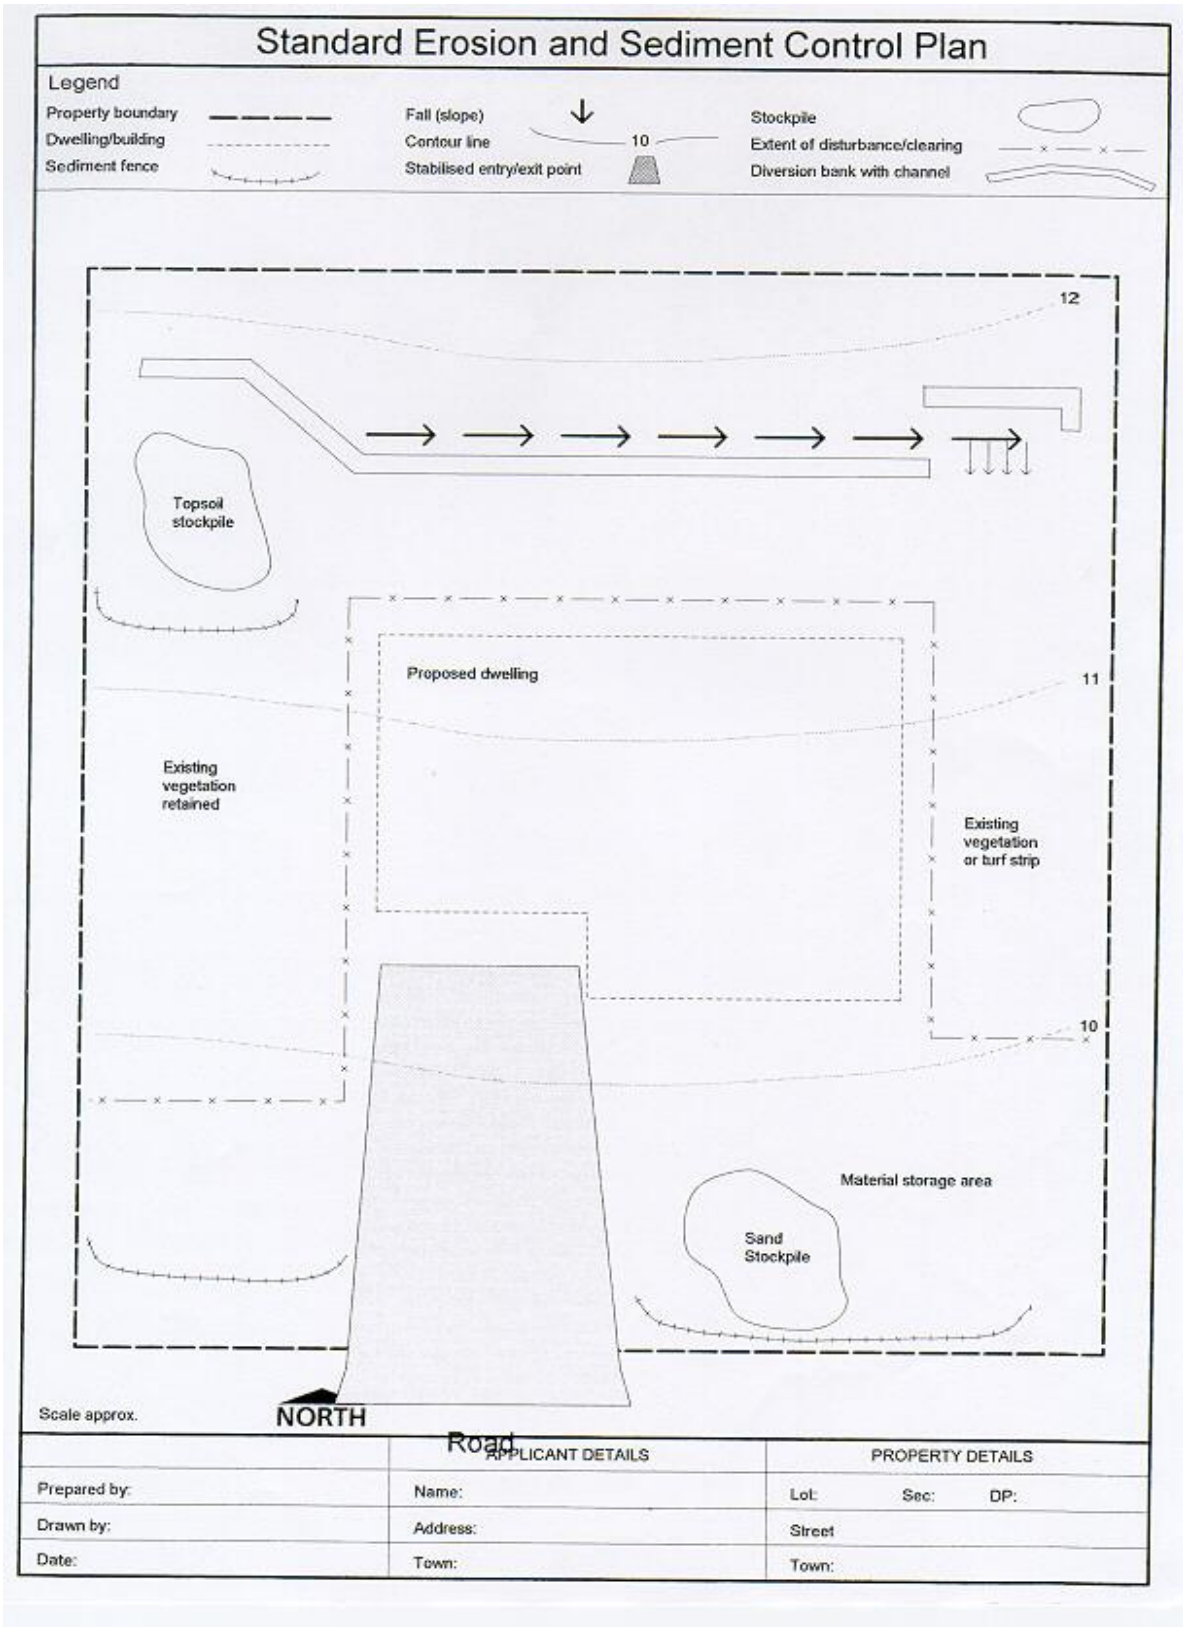 Standard Erosion and Sediment Control Plan
Legend
Property boundary
Dwelling/building
Sediment fence
Fall (slope)
Contour line
10
Stabilised entry/exit point
Stockpile
Extent of disturbance/clearing
Diversion bank with channel
12
Topsoil
stockpile
Proposed dwelling
11
Existing
vegetation
retained
Existing
vegetation
or turf strip
10
Material storage area
Sand
Stockpile
Scale approx.
NORTH
Road
APPLICANT DETAILS
PROPERTY DETAILS
Prepared by:
Name:
Lot: Sec: DP:
Drawn by:
Address:
Street
Date:
Town:
Town: